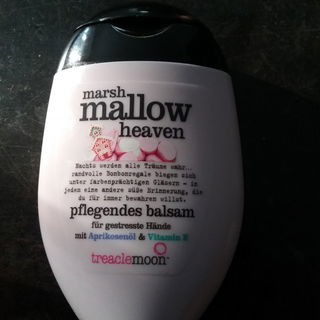 marsh
mallow
heaven
Nachts werden alle Träume wahr...
randvolle Bonbonregale biegen sich
unter farbenprächtigen Gläsern - in
jedem eine andere süße Erinnerung, die
du für immer bewahren willst.
pflegendes balsam
für gestresste Hände
mit Aprikosenöl & Vitamin E
treaclemoon